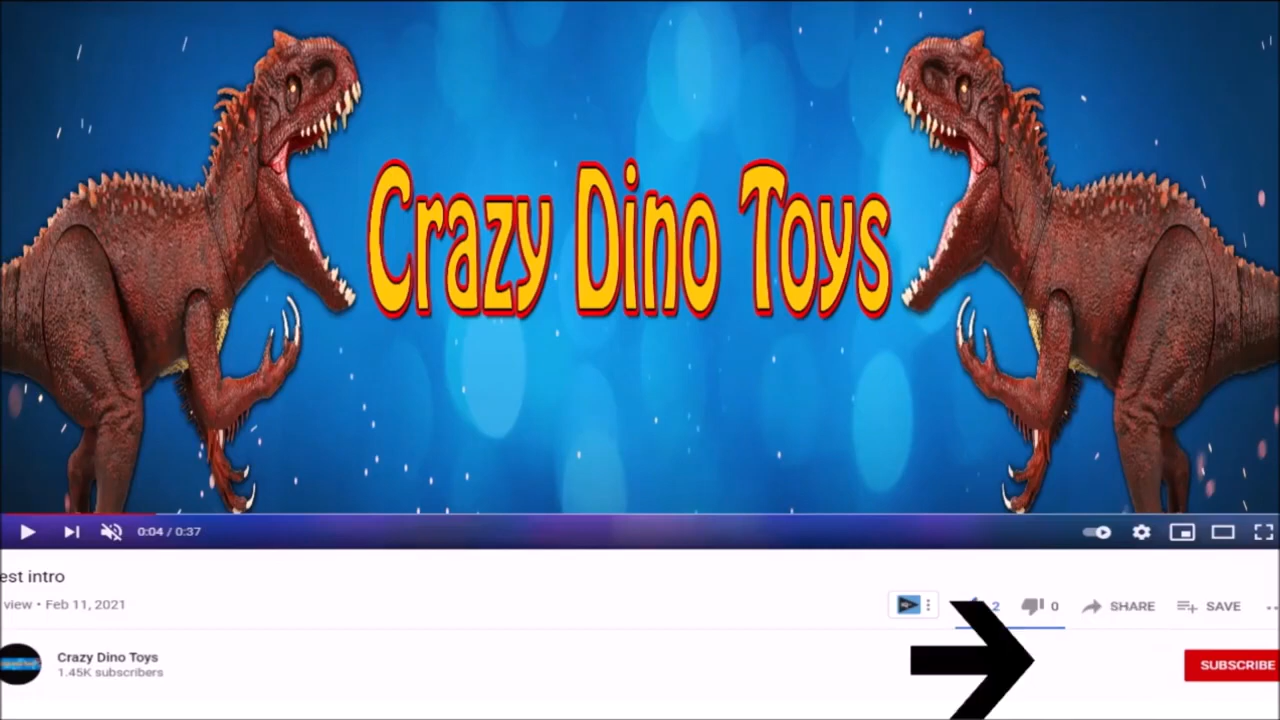 Crazy Dino Toys
0:04 / 0:37
est intro
view • Feb 11, 2021
2
0
SHARE
SAVE
Crazy Dino Toys
1.45K subscribers
SUBSCRIBE